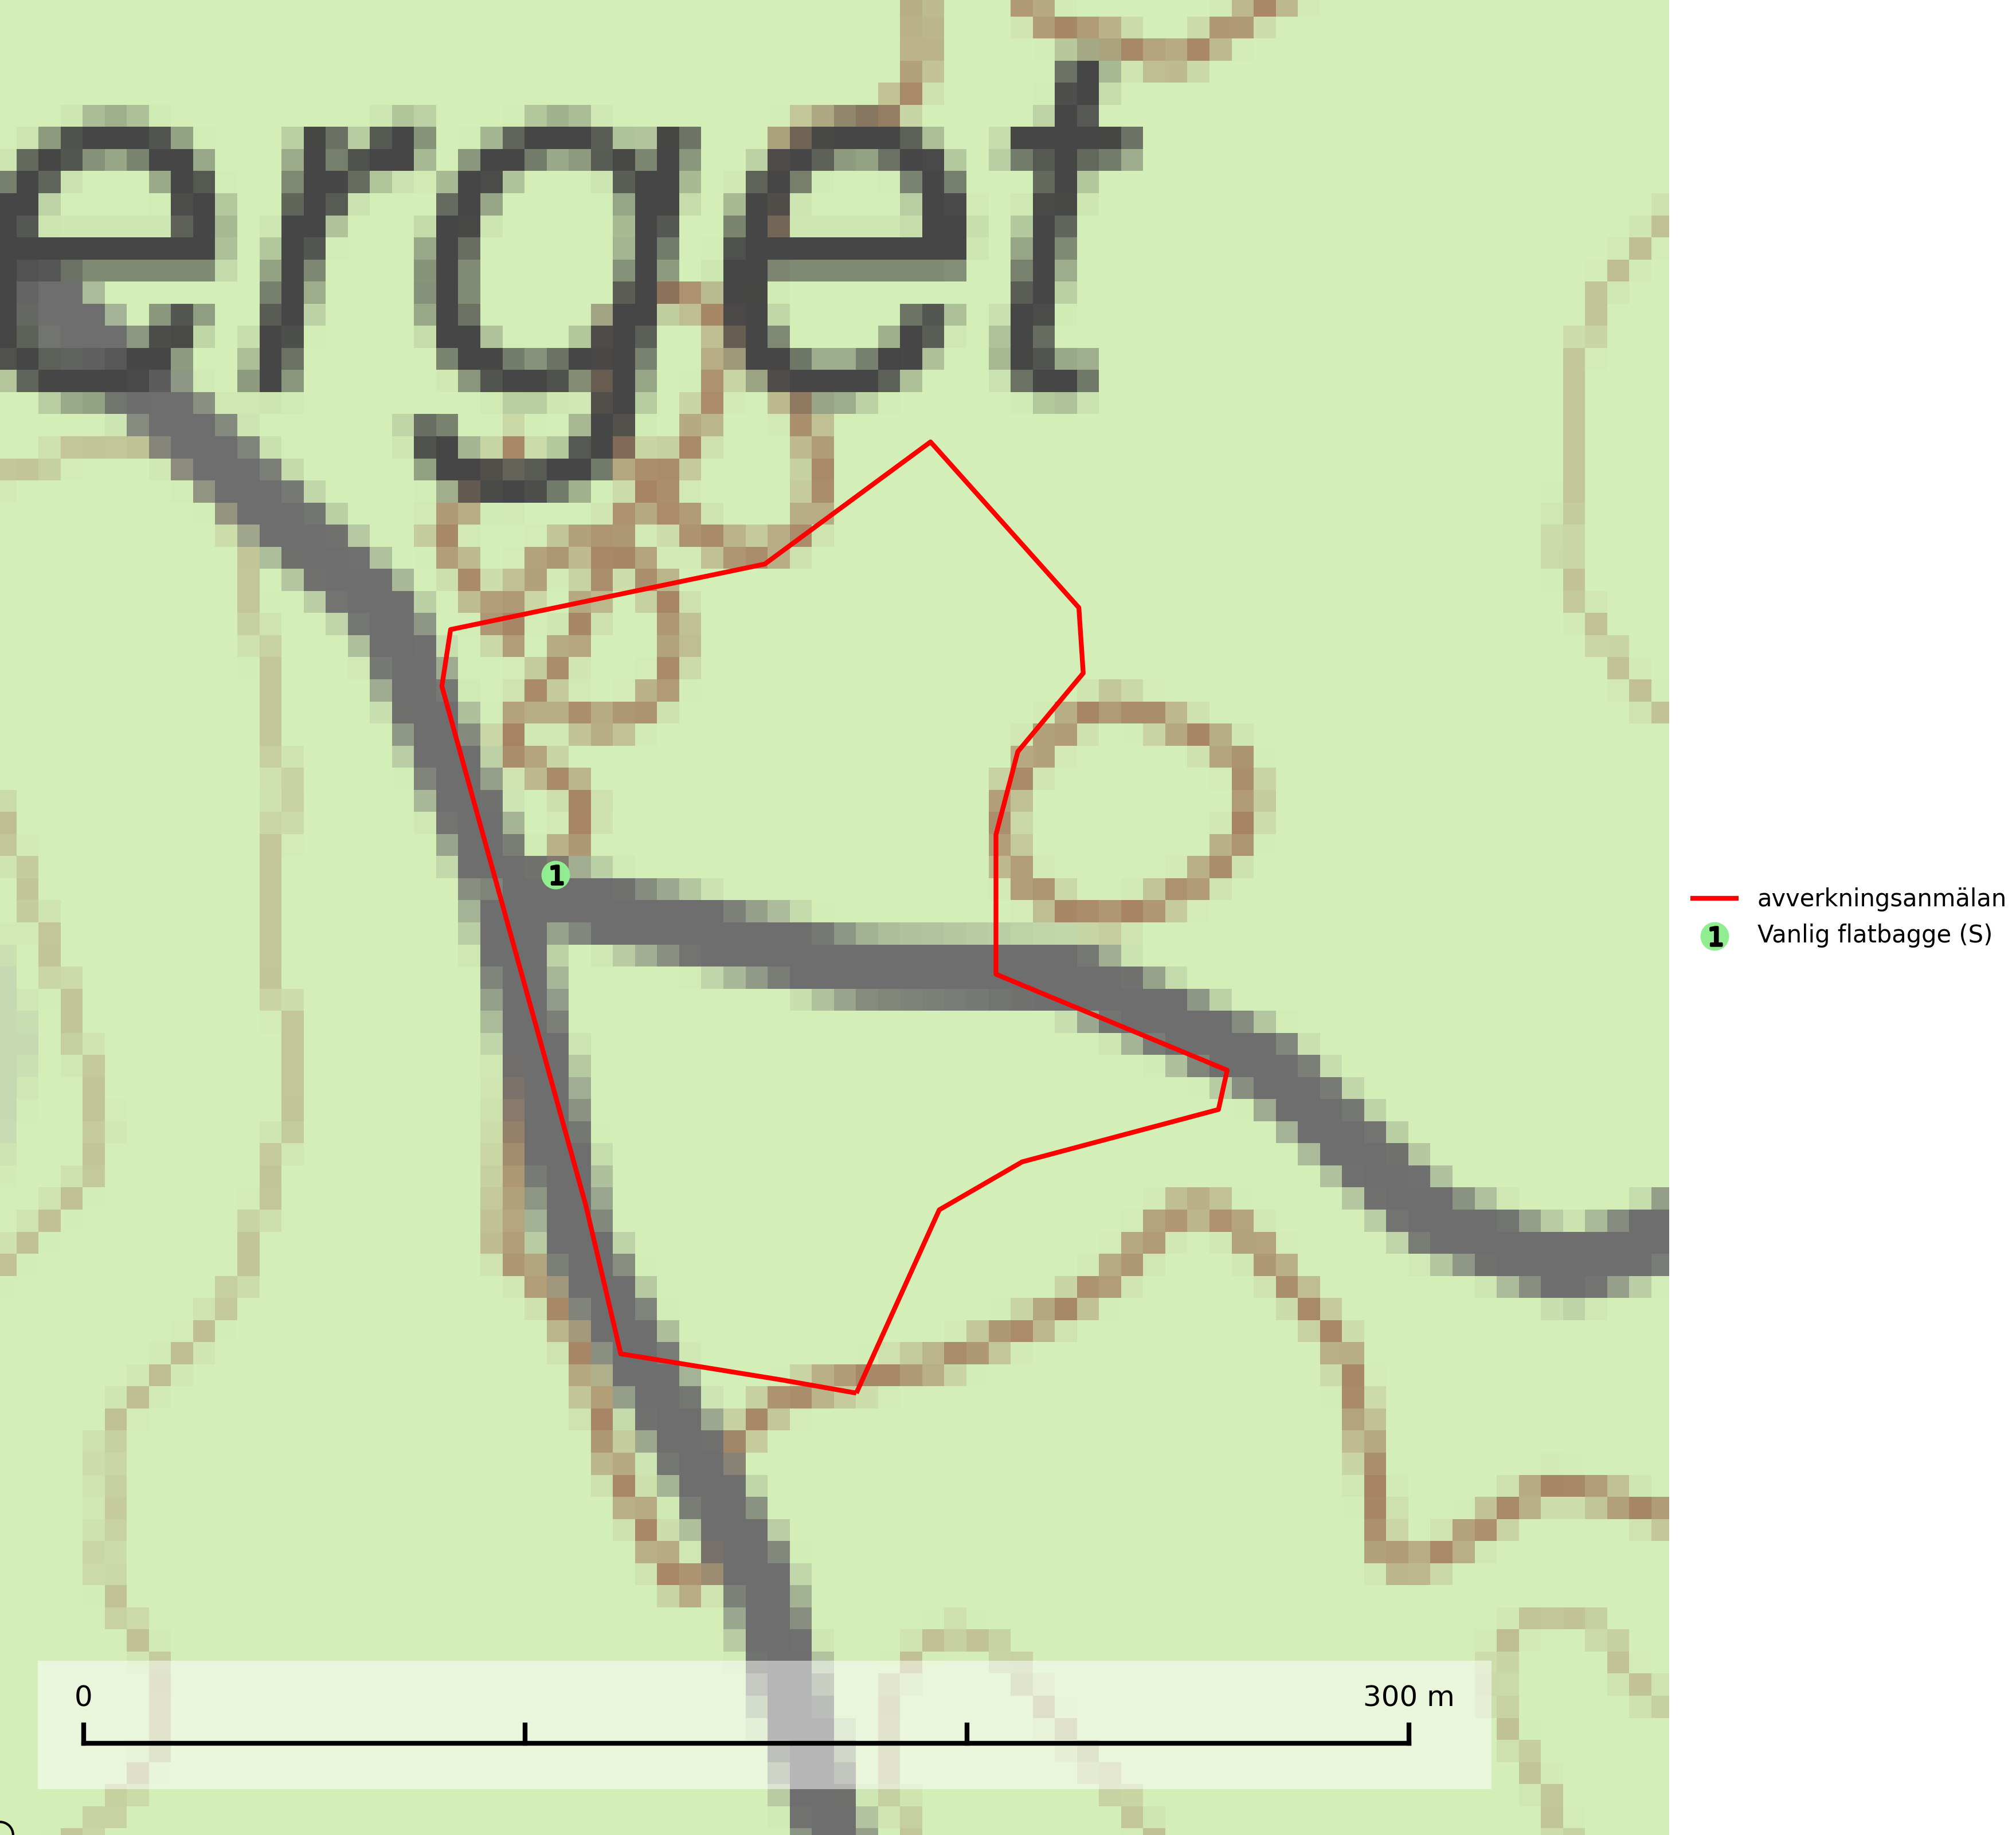 erget
1
avverkningsanmälan
1 Vanlig flatbagge (S)
0 300 m